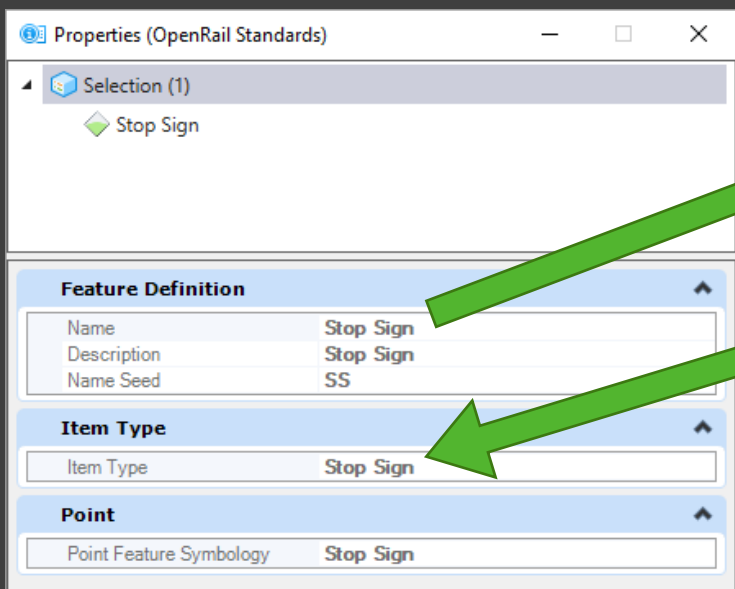 Properties (OpenRail Standards)
Selection (1)
Stop Sign
Feature Definition
Name Stop Sign
Description Stop Sign
Name Seed SS
Item Type
Item Type Stop Sign
Point
Point Feature Symbology Stop Sign